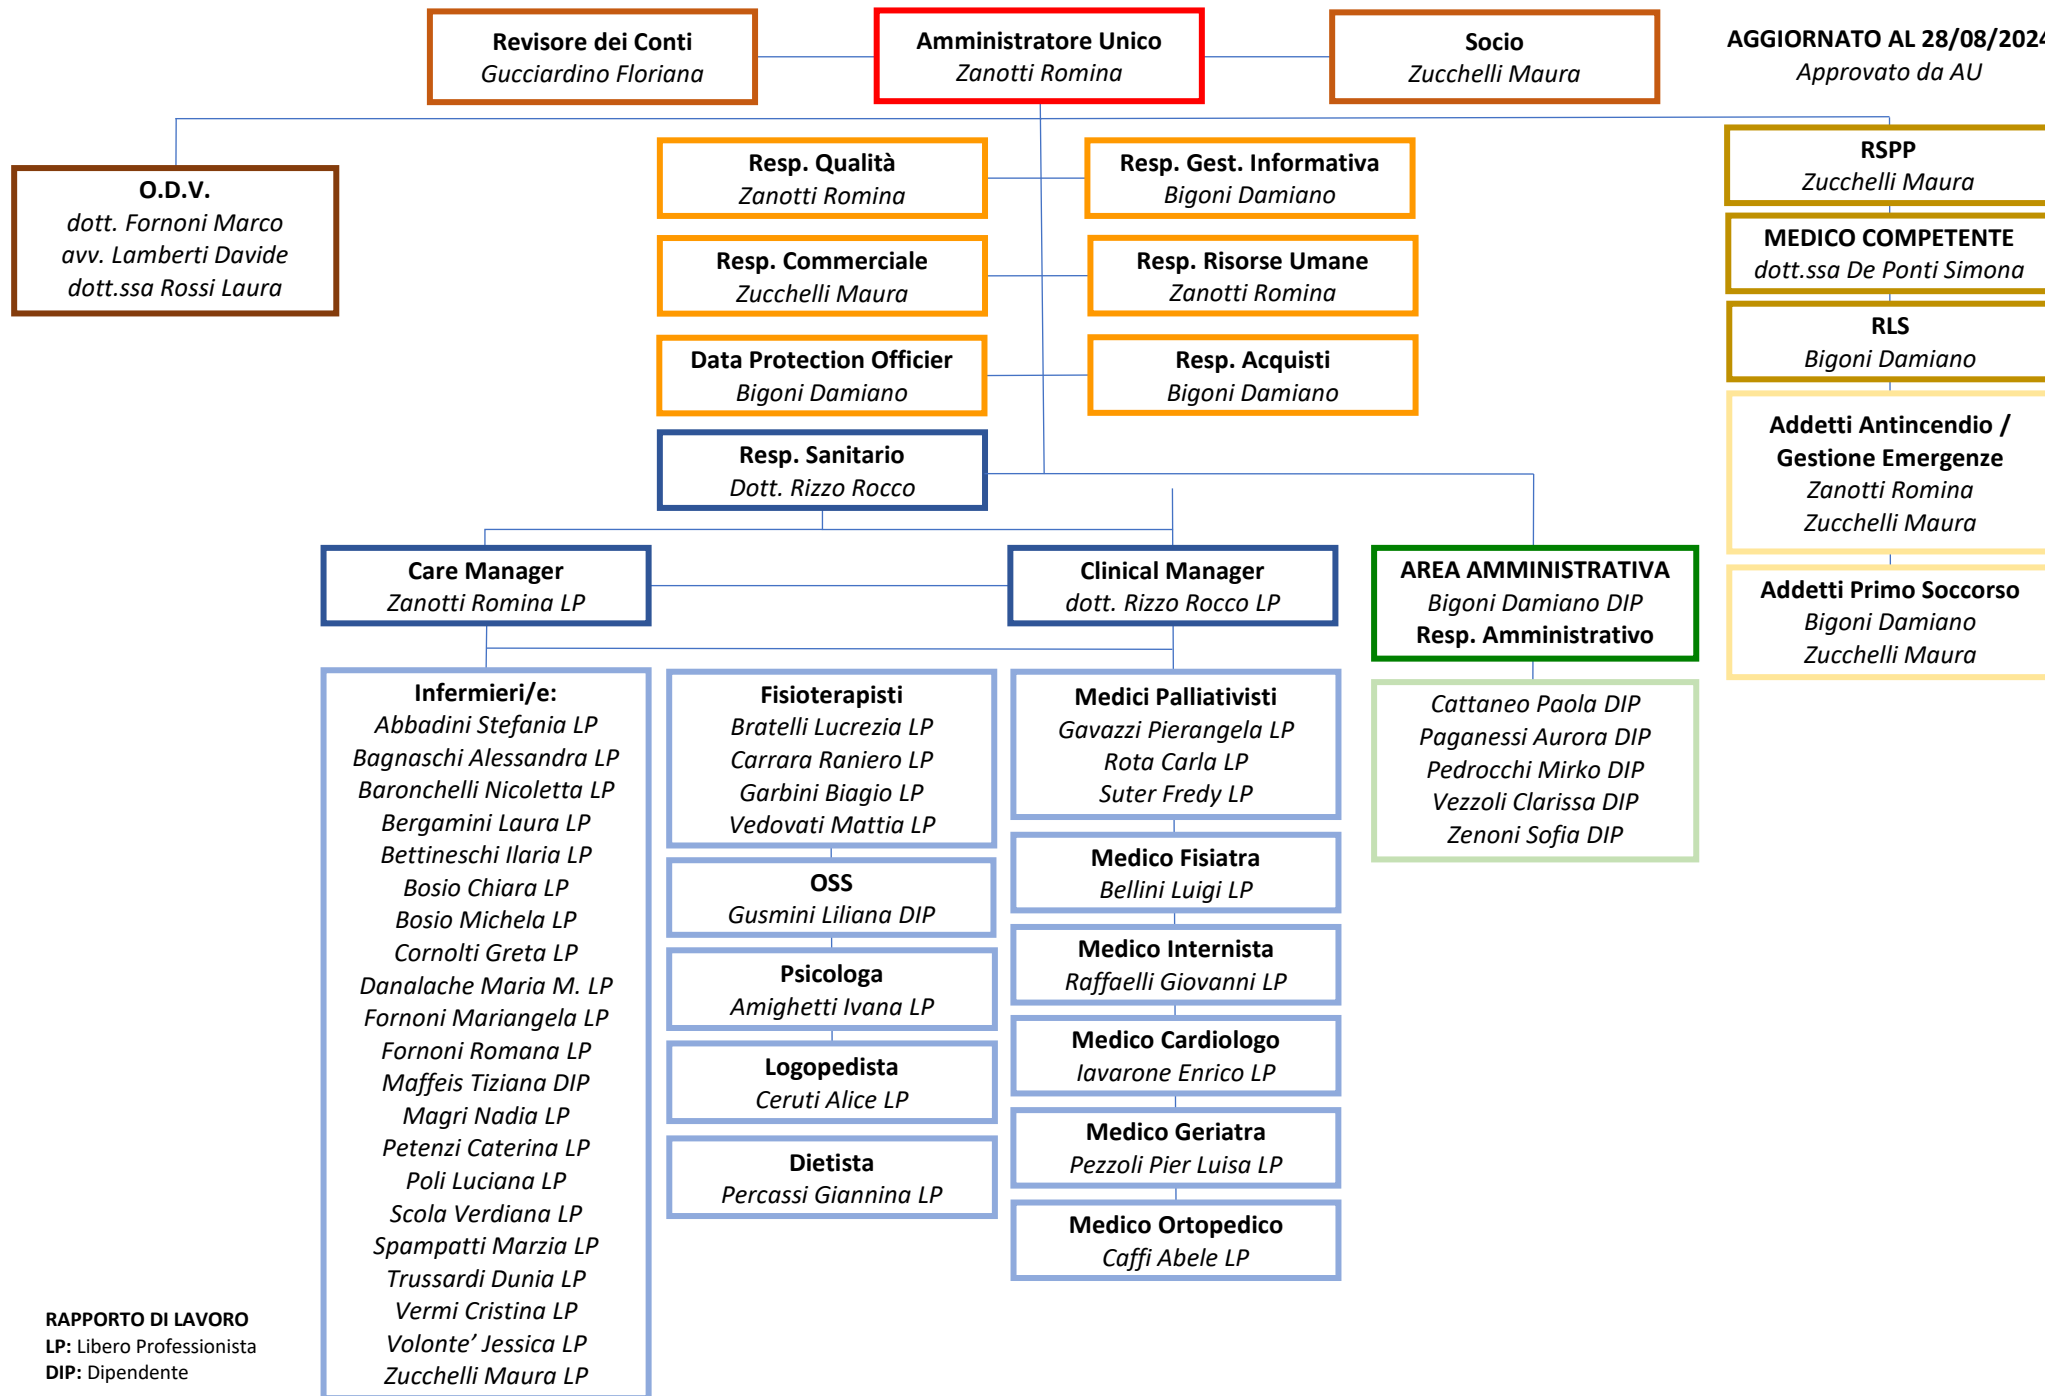 Revisore dei Conti
Gucciardino Floriana
Amministratore Unico
Zanotti Romina
Socio
Zucchelli Maura
AGGIORNATO AL 28/08/2024
Approvato da AU
O.D.V.
dott. Fornoni Marco
avv. Lamberti Davide
dott.ssa Rossi Laura
Resp. Qualità
Zanotti Romina
Resp. Gest. Informativa
Bigoni Damiano
Resp. Commerciale
Zucchelli Maura
Resp. Risorse Umane
Zanotti Romina
Data Protection Officier
Bigoni Damiano
Resp. Acquisti
Bigoni Damiano
RSPP
Zucchelli Maura
MEDICO COMPETENTE
dott.ssa De Ponti Simona
RLS
Bigoni Damiano
Addetti Antincendio /
Gestione Emergenze
Zanotti Romina
Zucchelli Maura
Addetti Primo Soccorso
Bigoni Damiano
Zucchelli Maura
Resp. Sanitario
Dott. Rizzo Rocco
Care Manager
Zanotti Romina LP
Clinical Manager
dott. Rizzo Rocco LP
AREA AMMINISTRATIVA
Bigoni Damiano DIP
Resp. Amministrativo
Infermieri/e:
Abbadini Stefania LP
Bagnaschi Alessandra LP
Baronchelli Nicoletta LP
Bergamini Laura LP
Bettineschi Ilaria LP
Bosio Chiara LP
Bosio Michela LP
Cornolti Greta LP
Danalache Maria M. LP
Fornoni Mariangela LP
Fornoni Romana LP
Maffeis Tiziana DIP
Magri Nadia LP
Petenzi Caterina LP
Poli Luciana LP
Scola Verdiana LP
Spampatti Marzia LP
Trussardi Dunia LP
Vermi Cristina LP
Volonte’ Jessica LP
Zucchelli Maura LP
Fisioterapisti
Bratelli Lucrezia LP
Carrara Raniero LP
Garbini Biagio LP
Vedovati Mattia LP
OSS
Gusmini Liliana DIP
Psicologa
Amighetti Ivana LP
Logopedista
Ceruti Alice LP
Dietista
Percassi Giannina LP
Medici Palliativisti
Gavazzi Pierangela LP
Rota Carla LP
Suter Fredy LP
Medico Fisiatra
Bellini Luigi LP
Medico Internista
Raffaelli Giovanni LP
Medico Cardiologo
Iavarone Enrico LP
Medico Geriatra
Pezzoli Pier Luisa LP
Medico Ortopedico
Caffi Abele LP
Cattaneo Paola DIP
Paganessi Aurora DIP
Pedrocchi Mirko DIP
Vezzoli Clarissa DIP
Zenoni Sofia DIP
RAPPORTO DI LAVORO
LP: Libero Professionista
DIP: Dipendente